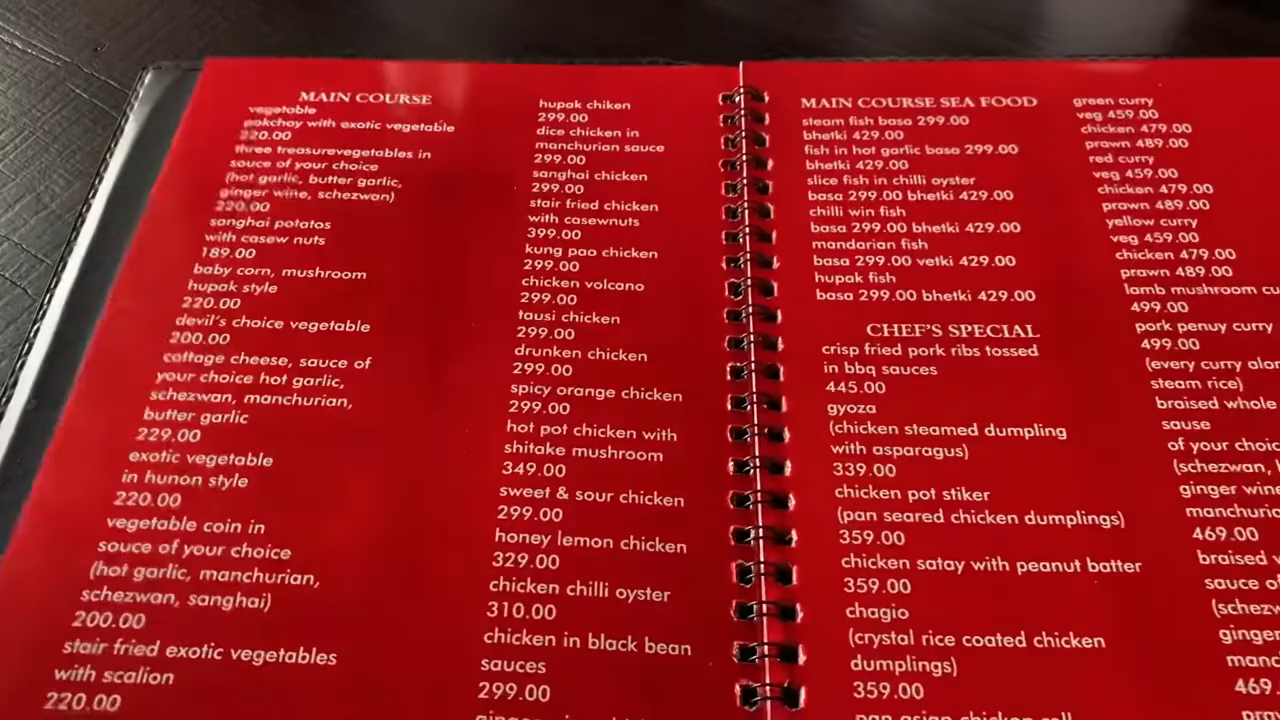 MAIN COURSE
vegetable
pokchoy with exotic vegetable
220.00
three treasurevegetables in
souce of your choice
(hot garlic, butter garlic,
ginger wine, schezwan)
220.00
sanghai potatos
with casew nuts
189.00
baby corn, mushroom
hupak style
220.00
devil's choice vegetable
200.00
cottage cheese, sauce of
your choice hot garlic,
schezwan, manchurian,
butter garlic
229.00
exotic vegetable
in hunon style
220.00
vegetable coin in
souce of your choice
(hot garlic, manchurian,
schezwan, sanghai)
200.00
stair fried exotic vegetables
with scalion
220.00
hupak chiken
299.00
dice chicken in
manchurian sauce
299.00
sanghai chicken
299.00
stair fried chicken
with casewnuts
399.00
kung pao chicken
299.00
chicken volcano
299.00
tausi chicken
299.00
drunken chicken
299.00
spicy orange chicken
299.00
hot pot chicken with
shitake mushroom
349.00
sweet & sour chicken
299.00
honey lemon chicken
329.00
chicken chilli oyster
310.00
chicken in black bean
sauces
299.00
MAIN COURSE SEA FOOD
steam fish basa 299.00
bhetki 429.00
fish in hot garlic basa 299.00
bhetki 429.00
slice fish in chilli oyster
basa 299.00 bhetki 429.00
chilli win fish
basa 299.00 bhetki 429.00
mandarian fish
basa 299.00 vetki 429.00
hupak fish
basa 299.00 bhetki 429.00
CHEF'S SPECIAL
crisp fried pork ribs tossed
in bbq sauces
445.00
gyoza
(chicken steamed dumpling
with asparagus)
339.00
chicken pot stiker
(pan seared chicken dumplings)
359.00
chicken satay with peanut batter
359.00
chagio
(crystal rice coated chicken
dumplings)
359.00
pan asian chicken roll
green curry
veg 459.00
chicken 479.00
prawn 489.00
red curry
veg 459.00
chicken 479.00
prawn 489.00
yellow curry
veg 459.00
chicken 479.00
prawn 489.00
lamb mushroom cu
499.00
pork penuy curry
499.00
(every curry alon
steam rice)
braised whole
sause
of your choic
(schezwan,
ginger wine
manchuria
469.00
braised
sauce of
(schezw
ginger
manc
469.